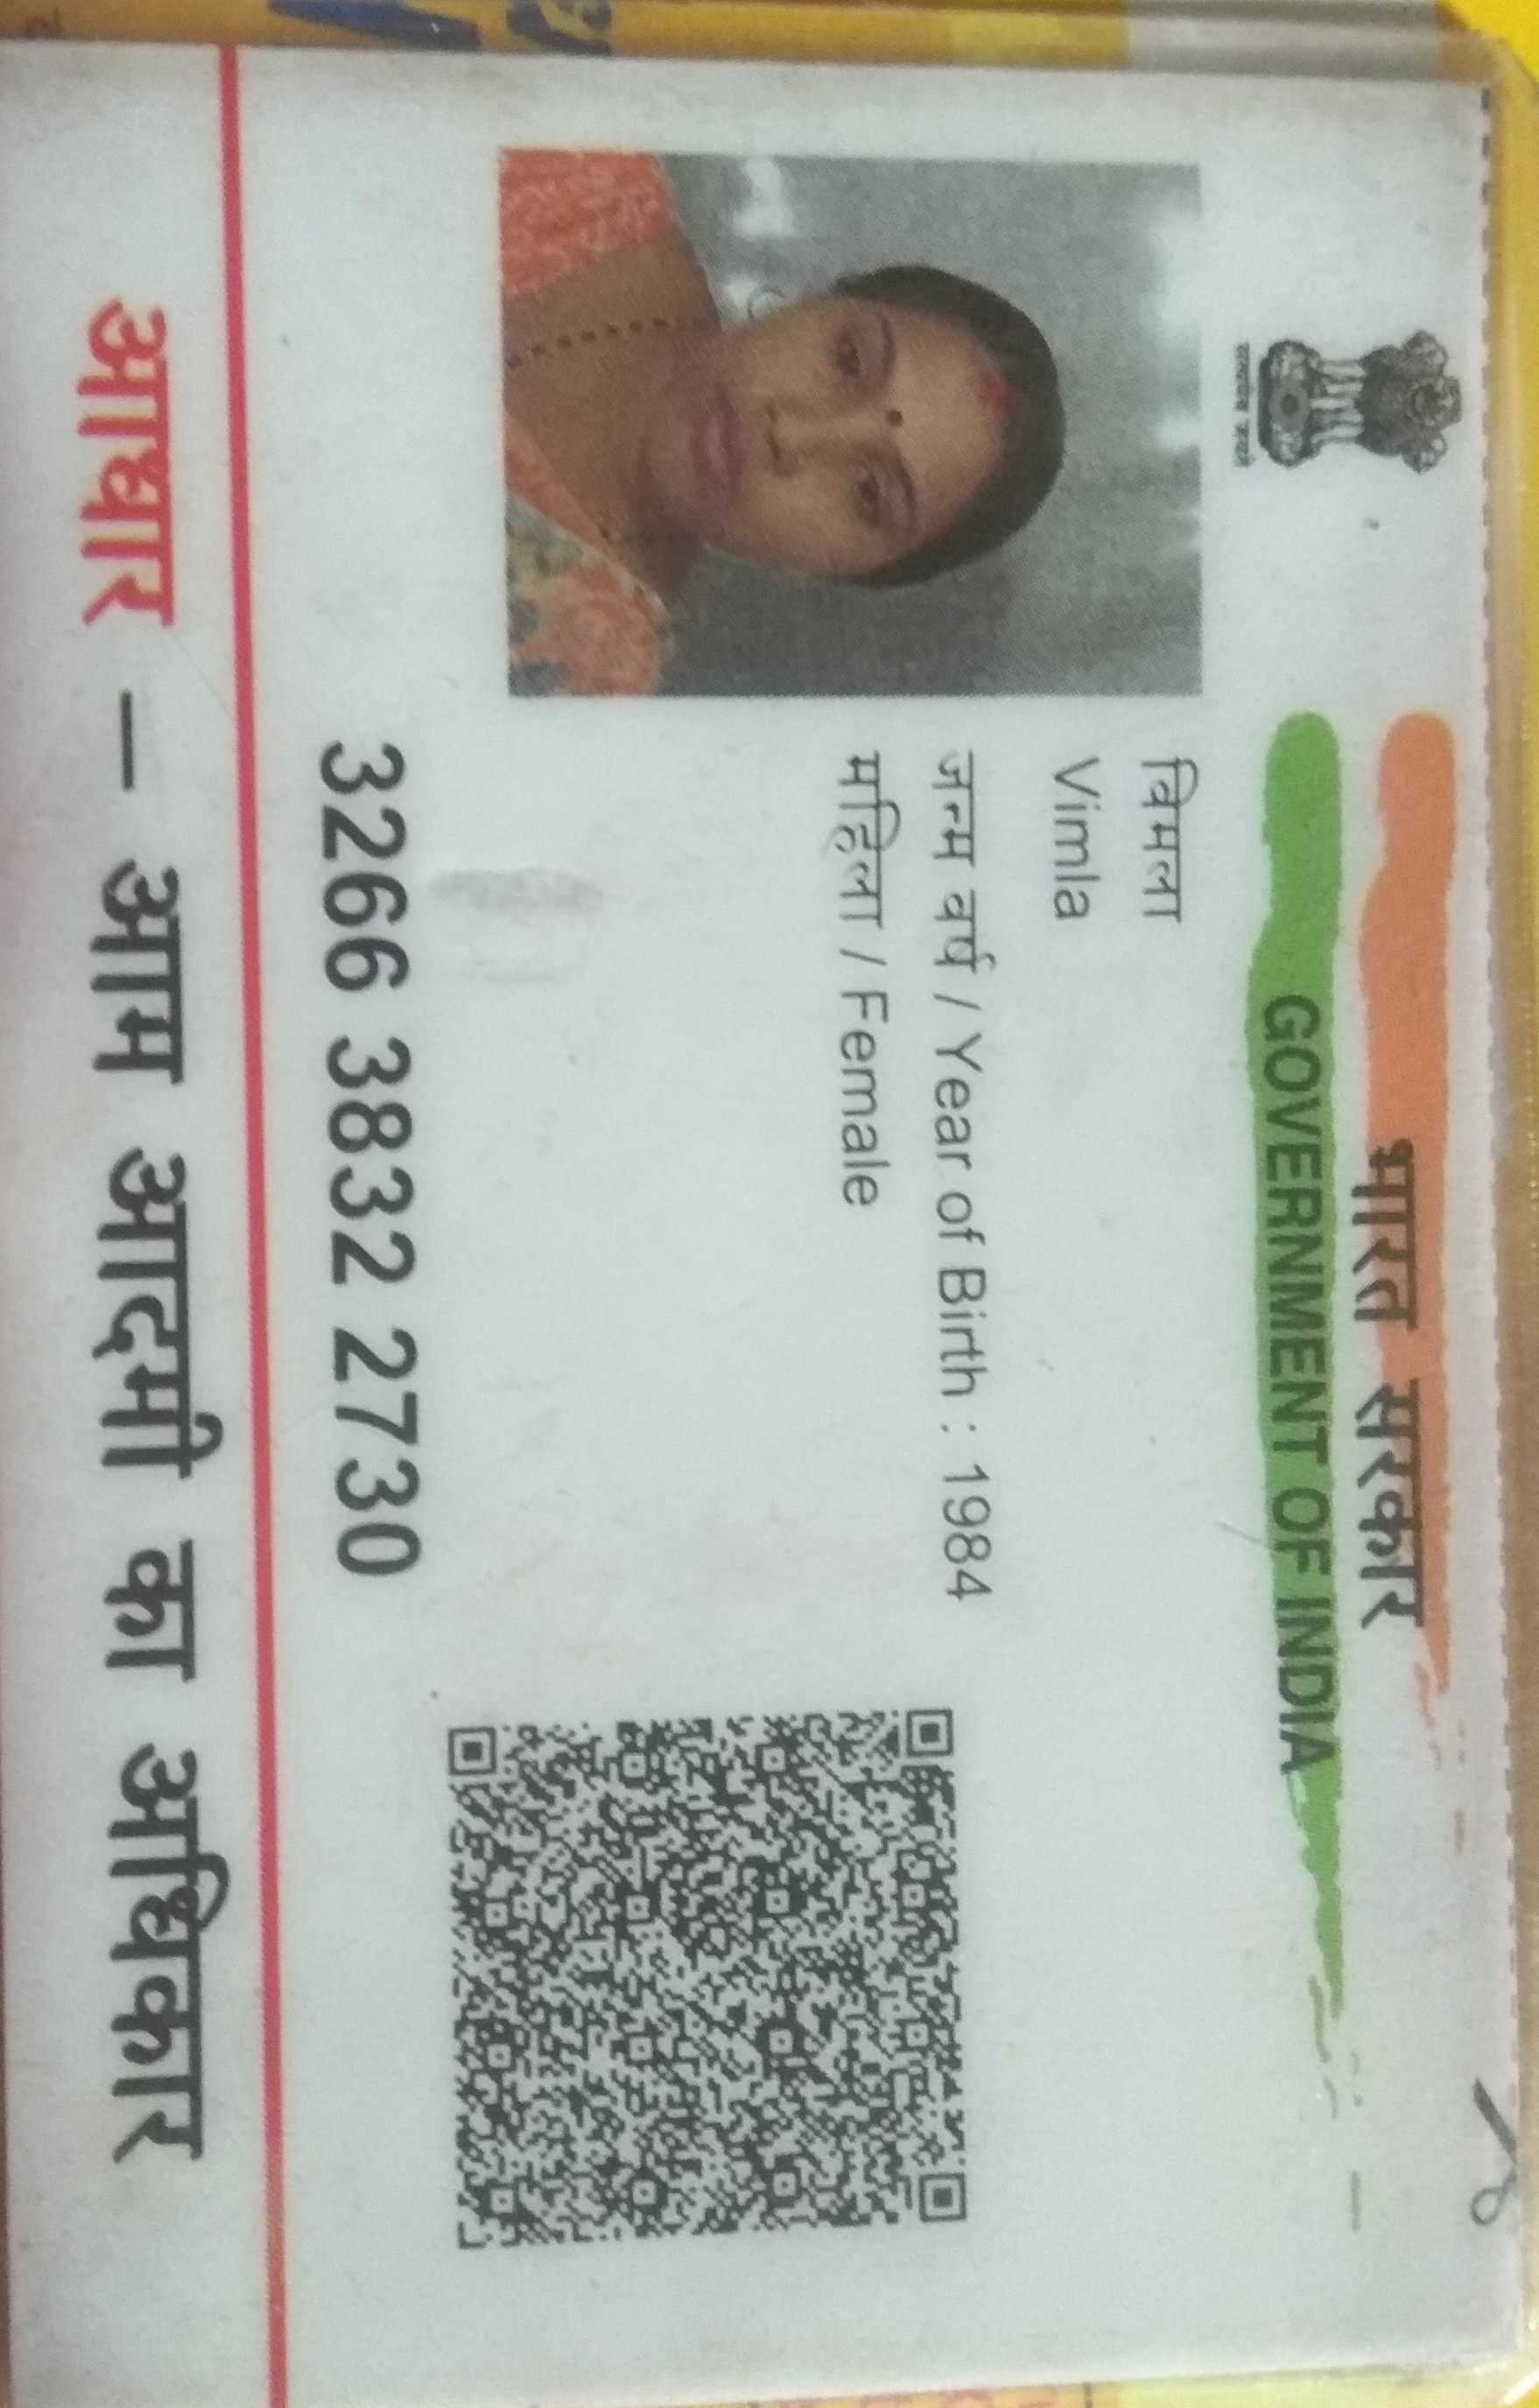 भारत सरकार
GOVERNMENT OF INDIA
सत्यमेव जयते
विमला
Vimla
जन्म वर्ष / Year of Birth : 1984
महिला / Female
3266 3832 2730
आधार – आम आदमी का अधिकार